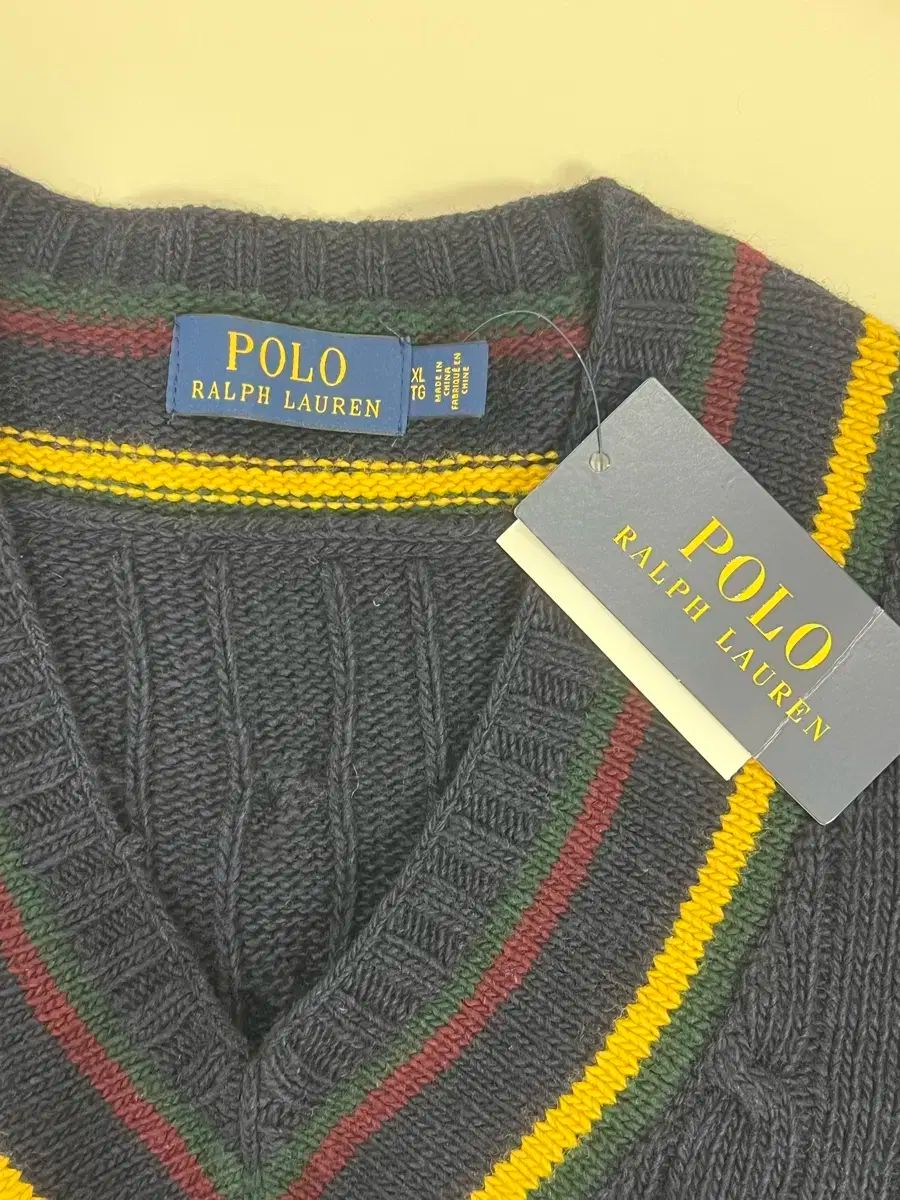 POLO
RALPH LAUREN
XL
TG
MADE IN
CHINA
FABRIQUÉ EN
CHINE
POLO
RALPH LAUREN